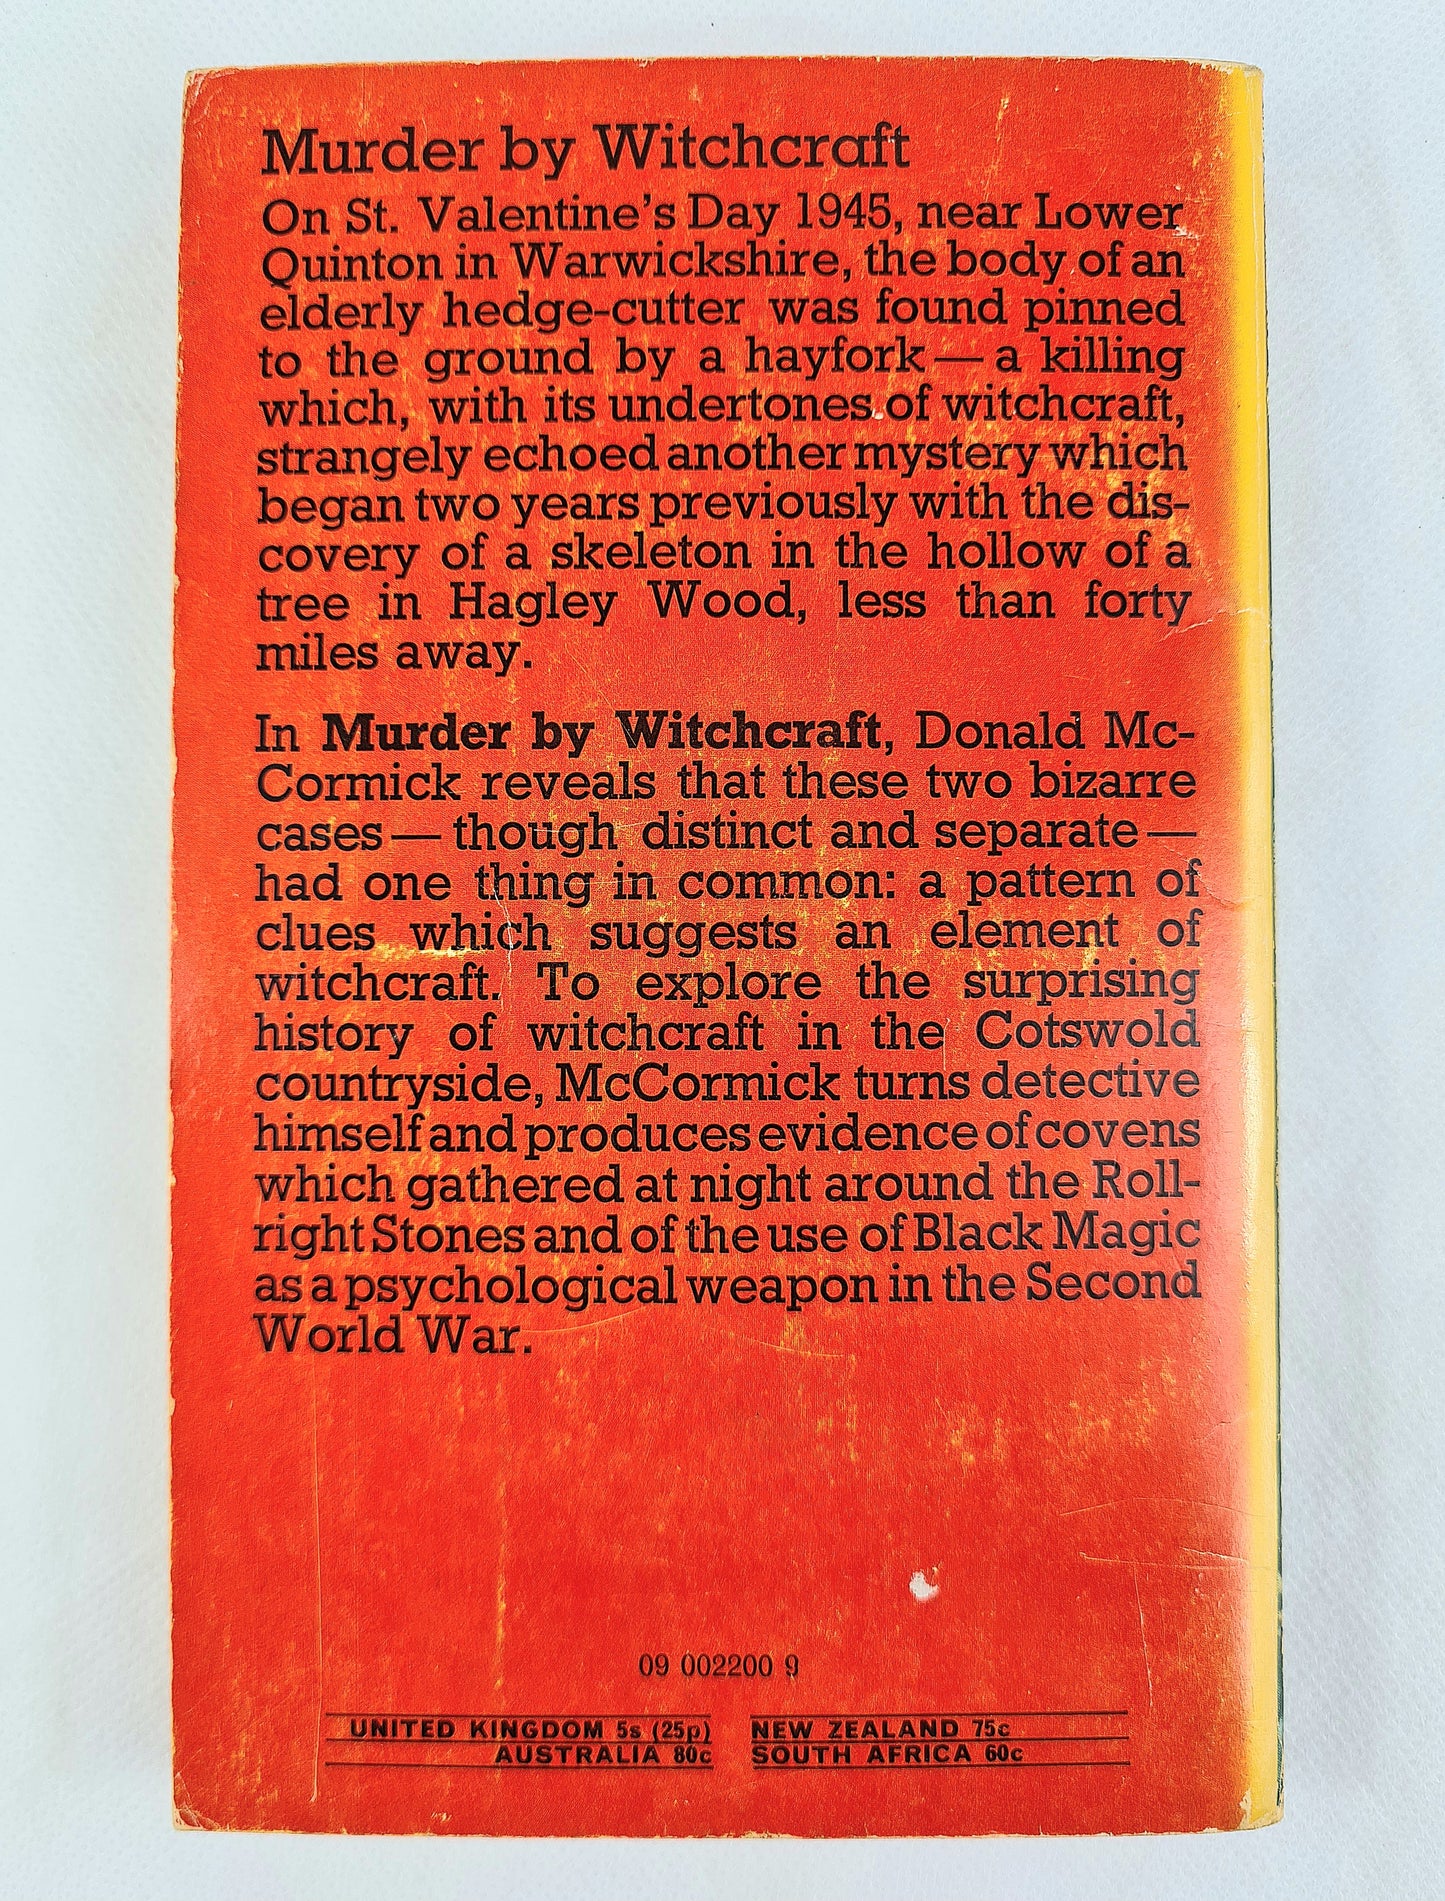 Murder by Witchcraft
On St. Valentine's Day 1945, near Lower
Quinton in Warwickshire, the body of an
elderly hedge-cutter was found pinned
to the ground by a hayfork — a killing
which, with its undertones of witchcraft,
strangely echoed another mystery which
began two years previously with the dis-
covery of a skeleton in the hollow of a
tree in Hagley Wood, less than forty
miles away.
In Murder by Witchcraft, Donald Mc-
Cormick reveals that these two bizarre
cases — though distinct and separate —
had one thing in common: a pattern of
clues which suggests an element of
witchcraft. To explore the surprising
history of witchcraft in the Cotswold
countryside, McCormick turns detective
himself and produces evidence of covens
which gathered at night around the Roll-
right Stones and of the use of Black Magic
as a psychological weapon in the Second
World War.
09 002200 9
UNITED KINGDOM 5s (25p) NEW ZEALAND 75c
AUSTRALIA 80c SOUTH AFRICA 60c